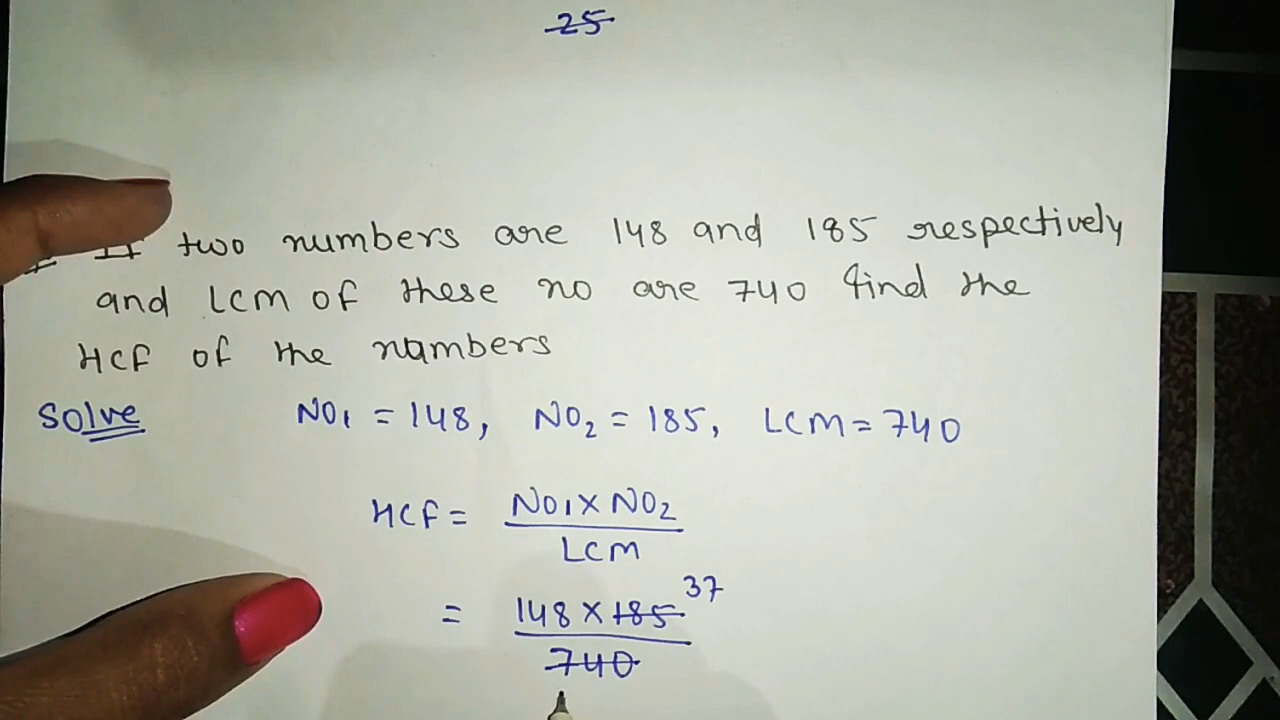 25
If two numbers are 148 and 185 respectively
and LCM of these no are 740 find the
HCF of the numbers
Solve NO1 = 148, NO2 = 185, LCM = 740
HCF = NO1 X NO2
LCM
37
= 148 X 185
740